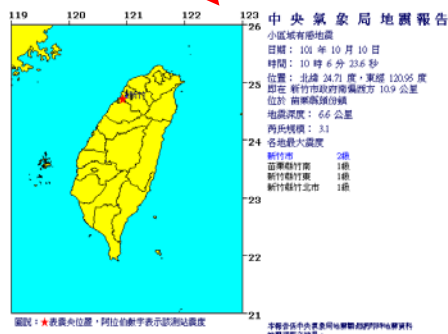 119 120 121 122 123
26
25
24
23
22
21
新竹
圖說：★表震央位置，阿拉伯數字表示該測站震度
中央氣象局地震報告
小區域有感地震
日期： 101 年 10 月 10 日
時間： 10 時 6 分 23.6 秒
位置： 北緯 24.71 度，東經 120.95 度
即在 新竹市政府南偏西方 10.9 公里
位於 苗栗縣頭份鎮
地震深度： 6.6 公里
芮氏規模： 3.1
各地最大震度
新竹市 2級
苗栗縣竹南 1級
新竹縣竹東 1級
新竹縣竹北市 1級